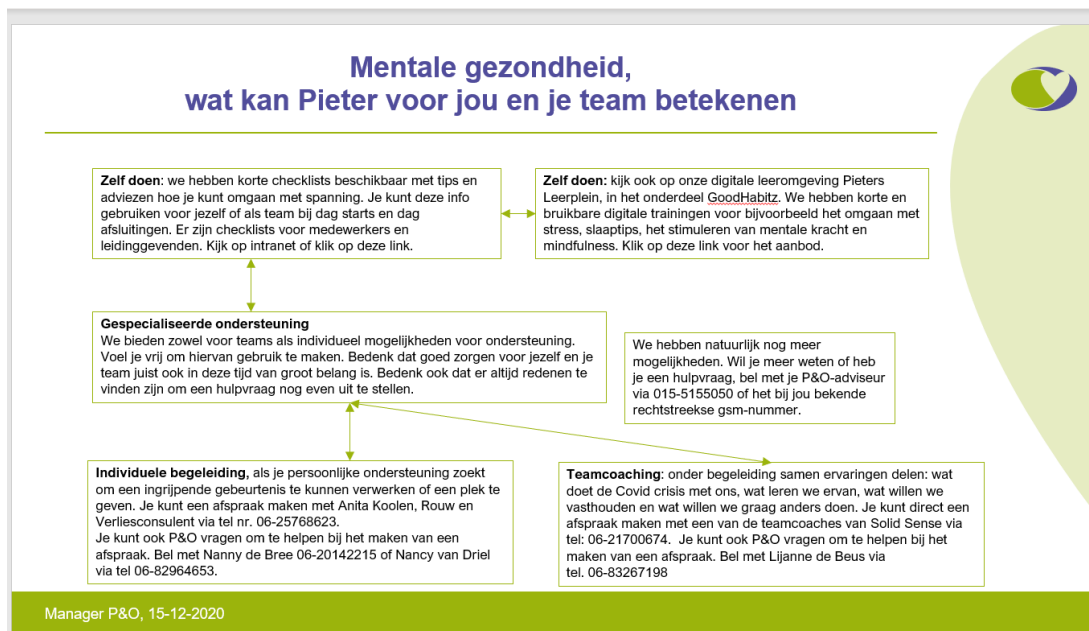 Mentale gezondheid,
wat kan Pieter voor jou en je team betekenen
Zelf doen: we hebben korte checklists beschikbaar met tips en
adviezen hoe je kunt omgaan met spanning. Je kunt deze info
gebruiken voor jezelf of als team bij dag starts en dag
afsluitingen. Er zijn checklists voor medewerkers en
leidinggevenden. Kijk op intranet of klik op deze link.
Zelf doen: kijk ook op onze digitale leeromgeving Pieters
Leerplein, in het onderdeel GoodHabitz. We hebben korte en
bruikbare digitale trainingen voor bijvoorbeeld het omgaan met
stress, slaaptips, het stimuleren van mentale kracht en
mindfulness. Klik op deze link voor het aanbod.
Gespecialiseerde ondersteuning
We bieden zowel voor teams als individueel mogelijkheden voor ondersteuning.
Voel je vrij om hiervan gebruik te maken. Bedenk dat goed zorgen voor jezelf en je
team juist ook in deze tijd van groot belang is. Bedenk ook dat er altijd redenen te
vinden zijn om een hulpvraag nog even uit te stellen.
We hebben natuurlijk nog meer
mogelijkheden. Wil je meer weten of heb
je een hulpvraag, bel met je P&O-adviseur
via 015-5155050 of het bij jou bekende
rechtstreekse gsm-nummer.
Individuele begeleiding, als je persoonlijke ondersteuning zoekt
om een ingrijpende gebeurtenis te kunnen verwerken of een plek te
geven. Je kunt een afspraak maken met Anita Koolen, Rouw en
Verliesconsulent via tel nr. 06-25768623.
Je kunt ook P&O vragen om te helpen bij het maken van een
afspraak. Bel met Nanny de Bree 06-20142215 of Nancy van Driel
via tel 06-82964653.
Teamcoaching: onder begeleiding samen ervaringen delen: wat
doet de Covid crisis met ons, wat leren we ervan, wat willen we
vasthouden en wat willen we graag anders doen. Je kunt direct een
afspraak maken met een van de teamcoaches van Solid Sense via
tel: 06-21700674. Je kunt ook P&O vragen om te helpen bij het
maken van een afspraak. Bel met Lijanne de Beus via
tel. 06-83267198
Manager P&O, 15-12-2020